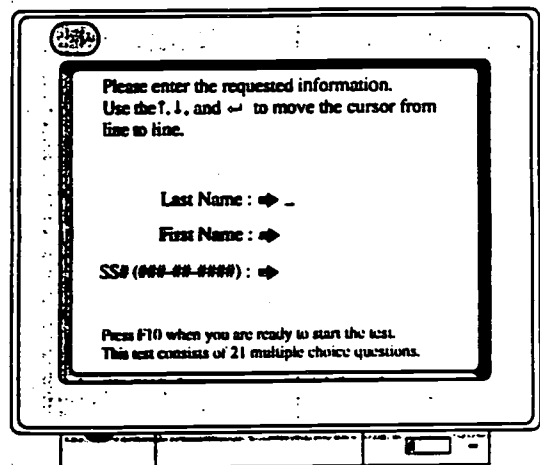 Please enter the requested information.
Use the ↑, ↓, and ↵ to move the cursor from
line to line.
Last Name : ➡ _
First Name : ➡
SS# (###-##-####) : ➡
Press F10 when you are ready to start the test.
This test consists of 21 multiple choice questions.